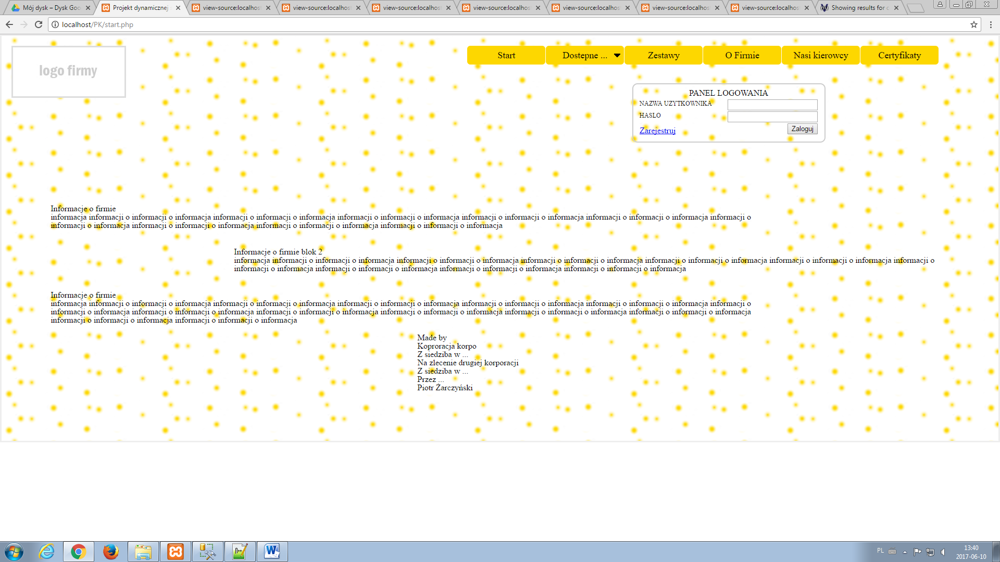 Mój dysk – Dysk Goo
Projekt dynamicznej
view-source:localhost
view-source:localhost
view-source:localhost
view-source:localhost
view-source:localhost
view-source:localhost
view-source:localhost
Showing results for c
localhost/PK/start.php
logo firmy
Start
Dostepne ...
Zestawy
O Firmie
Nasi kierowcy
Certyfikaty
PANEL LOGOWANIA
NAZWA UZYTKOWNIKA
HASLO
Zarejestruj
Zaloguj
Informacje o firmie
informacja informacji o informacji o informacja informacji o informacji o informacja informacji o informacji o informacja informacji o informacji o informacja informacji o informacji o informacja informacji o
informacji o informacja informacji o informacji o informacja informacji o informacji o informacja informacji o informacji o informacja
Informacje o firmie blok 2
informacja informacji o informacji o informacja informacji o informacji o informacja informacji o informacji o informacja informacji o informacji o informacja informacji o informacji o informacja informacji o
informacji o informacja informacji o informacji o informacja informacji o informacji o informacja informacji o informacji o informacja
Informacje o firmie
informacja informacji o informacji o informacja informacji o informacji o informacja informacji o informacji o informacja informacji o informacji o informacja informacji o informacji o informacja informacji o
informacji o informacja informacji o informacji o informacja informacji o informacji o informacja informacji o informacji o informacja informacji o informacji o informacja informacji o informacji o informacja
informacji o informacji o informacja informacji o informacji o informacja
Made by
Koproracja korpo
Z siedziba w ...
Na zlecenie drugiej korporacji
Z siedziba w ...
Przez ...
Piotr Żarczyński
PL
13:40
2017-06-10